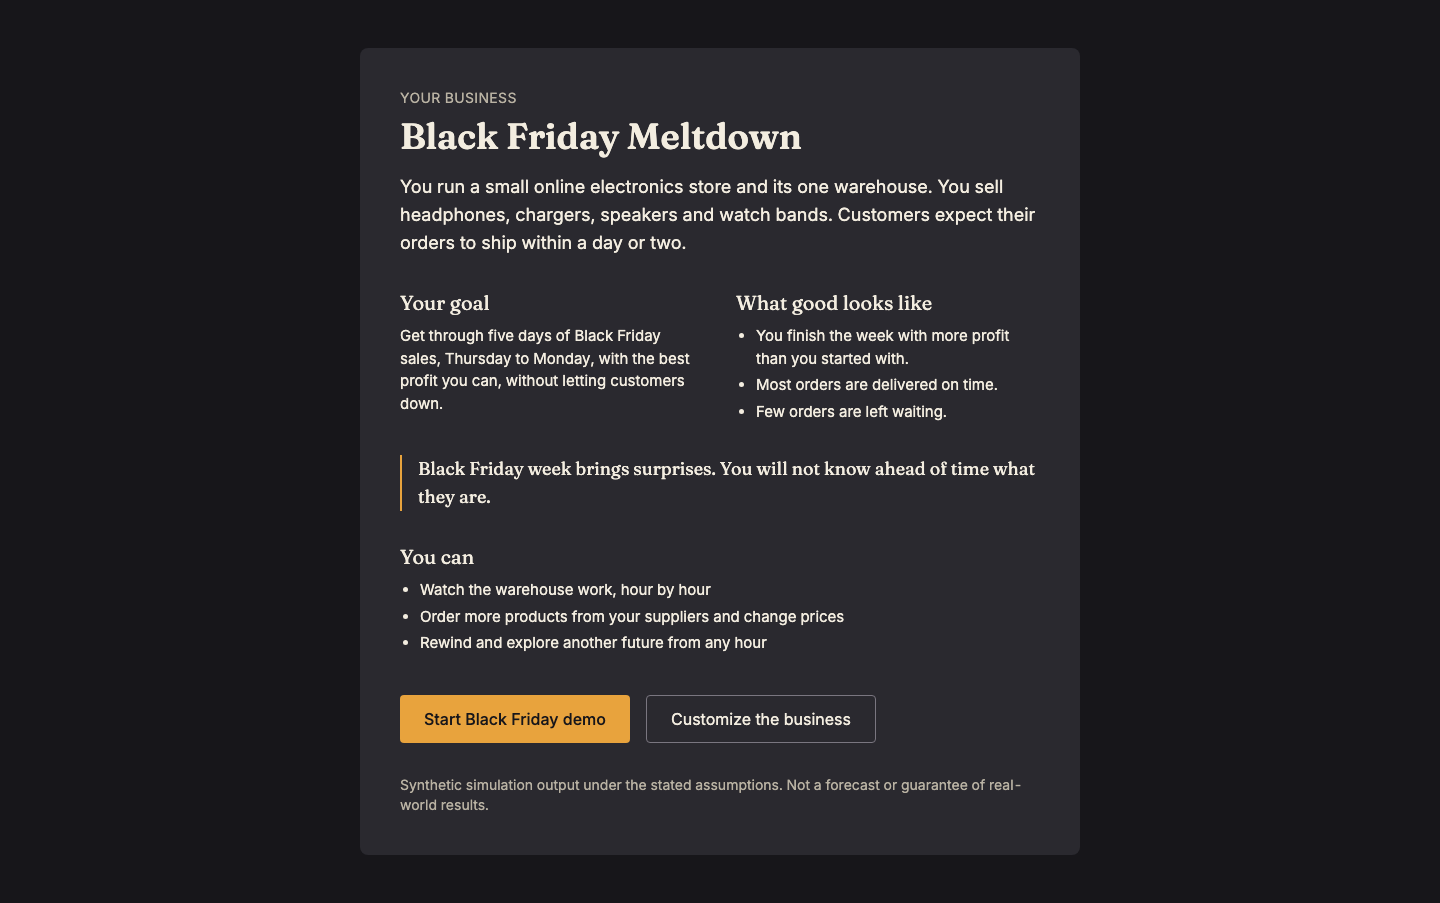 YOUR BUSINESS
Black Friday Meltdown
You run a small online electronics store and its one warehouse. You sell
headphones, chargers, speakers and watch bands. Customers expect their
orders to ship within a day or two.
Your goal
Get through five days of Black Friday
sales, Thursday to Monday, with the best
profit you can, without letting customers
down.
What good looks like
• You finish the week with more profit
than you started with.
• Most orders are delivered on time.
• Few orders are left waiting.
Black Friday week brings surprises. You will not know ahead of time what
they are.
You can
• Watch the warehouse work, hour by hour
• Order more products from your suppliers and change prices
• Rewind and explore another future from any hour
Start Black Friday demo
Customize the business
Synthetic simulation output under the stated assumptions. Not a forecast or guarantee of real-
world results.